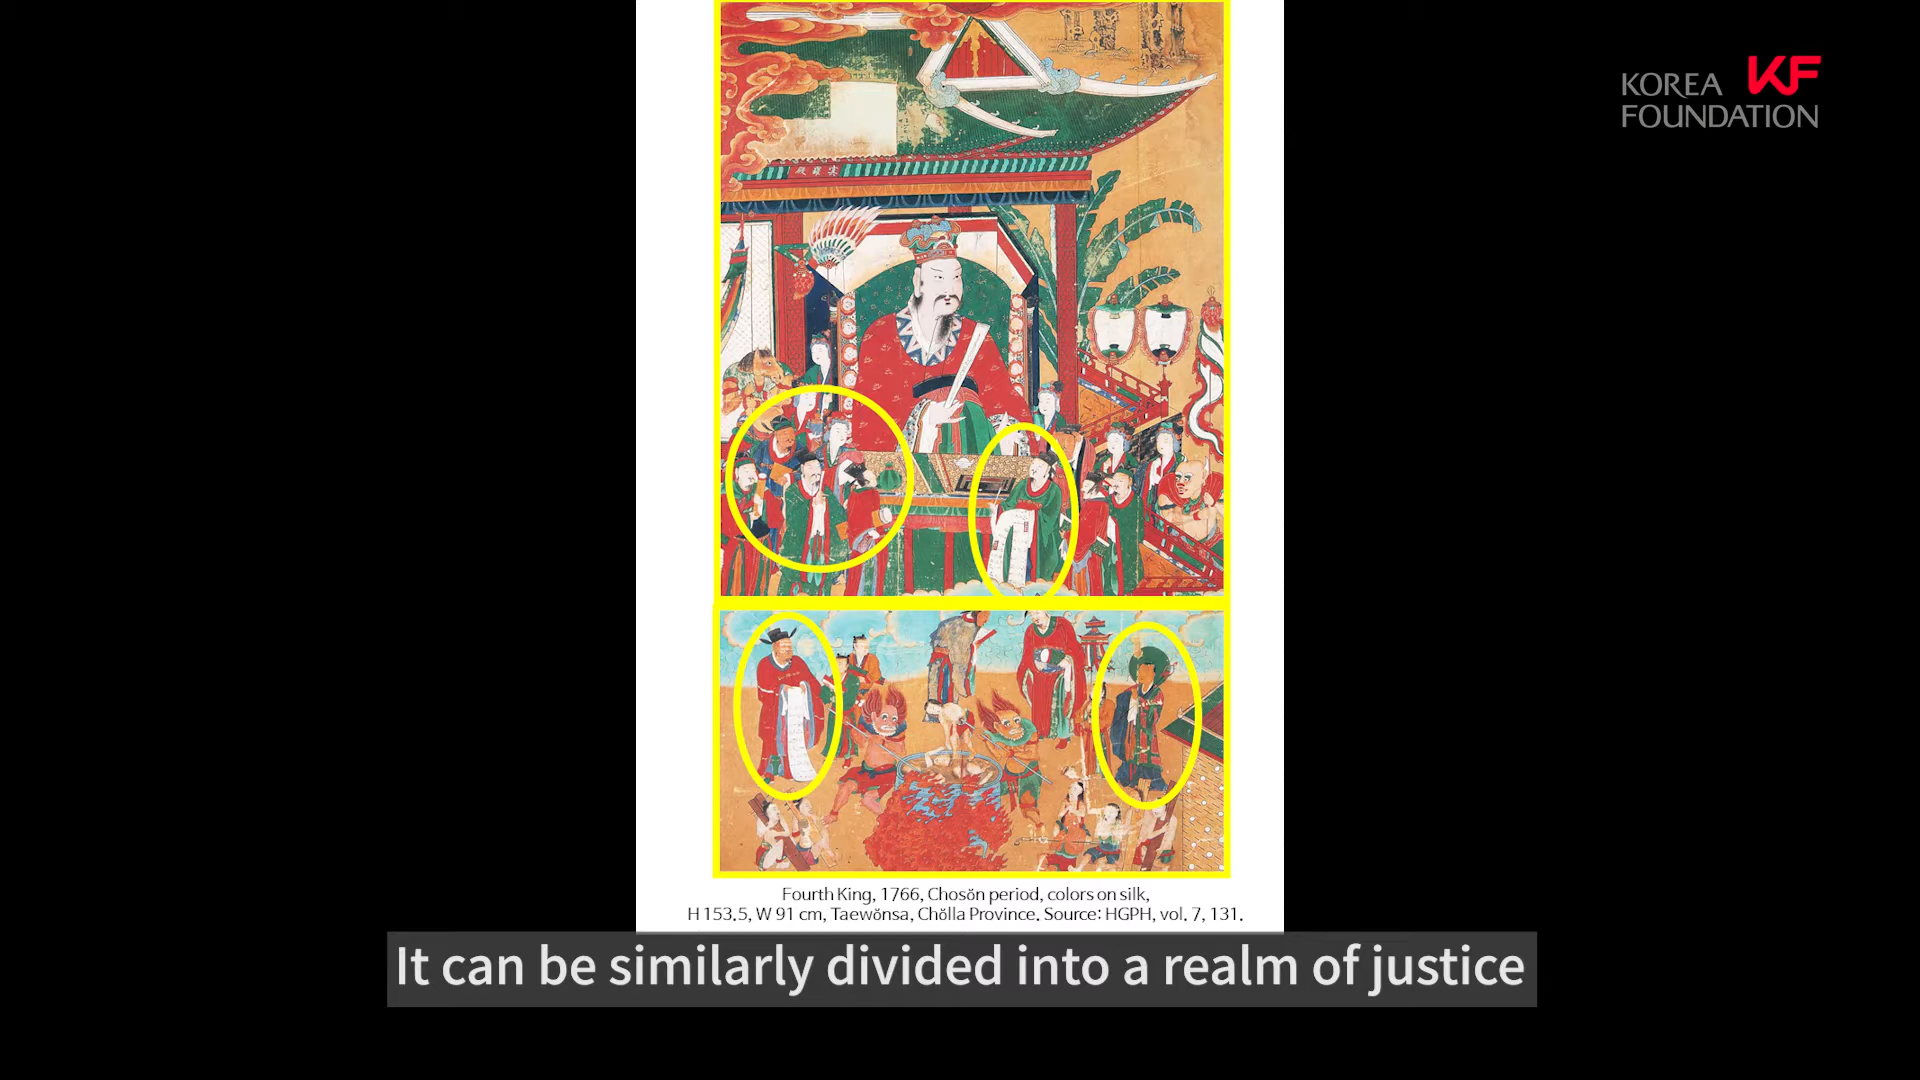 KOREA KF
FOUNDATION
Fourth King, 1766, Chosŏn period, colors on silk,
H 153.5, W 91 cm, Taewŏnsa, Chŏlla Province. Source: HGPH, vol. 7, 131.
It can be similarly divided into a realm of justice